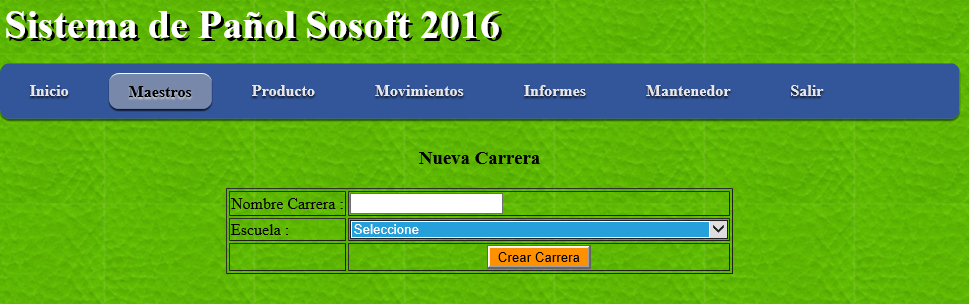 Sistema de Pañol Sosoft 2016
Inicio Maestros Producto Movimientos Informes Mantenedor Salir
Nueva Carrera
Nombre Carrera :
Escuela : Seleccione
Crear Carrera